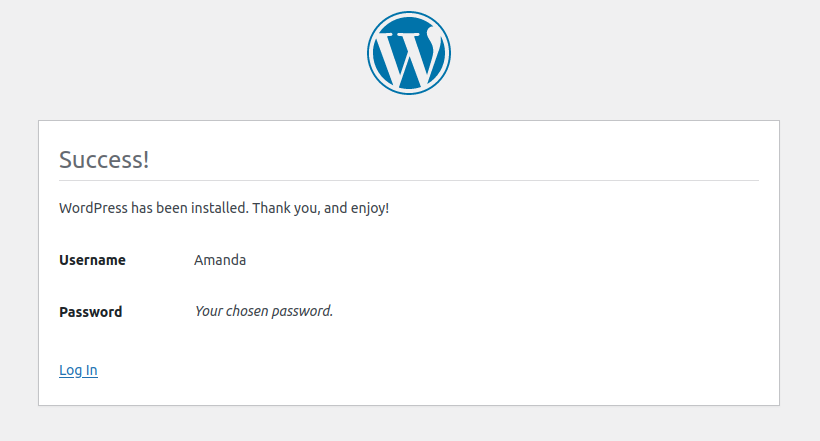 Success!
WordPress has been installed. Thank you, and enjoy!
Username Amanda
Password Your chosen password.
Log In